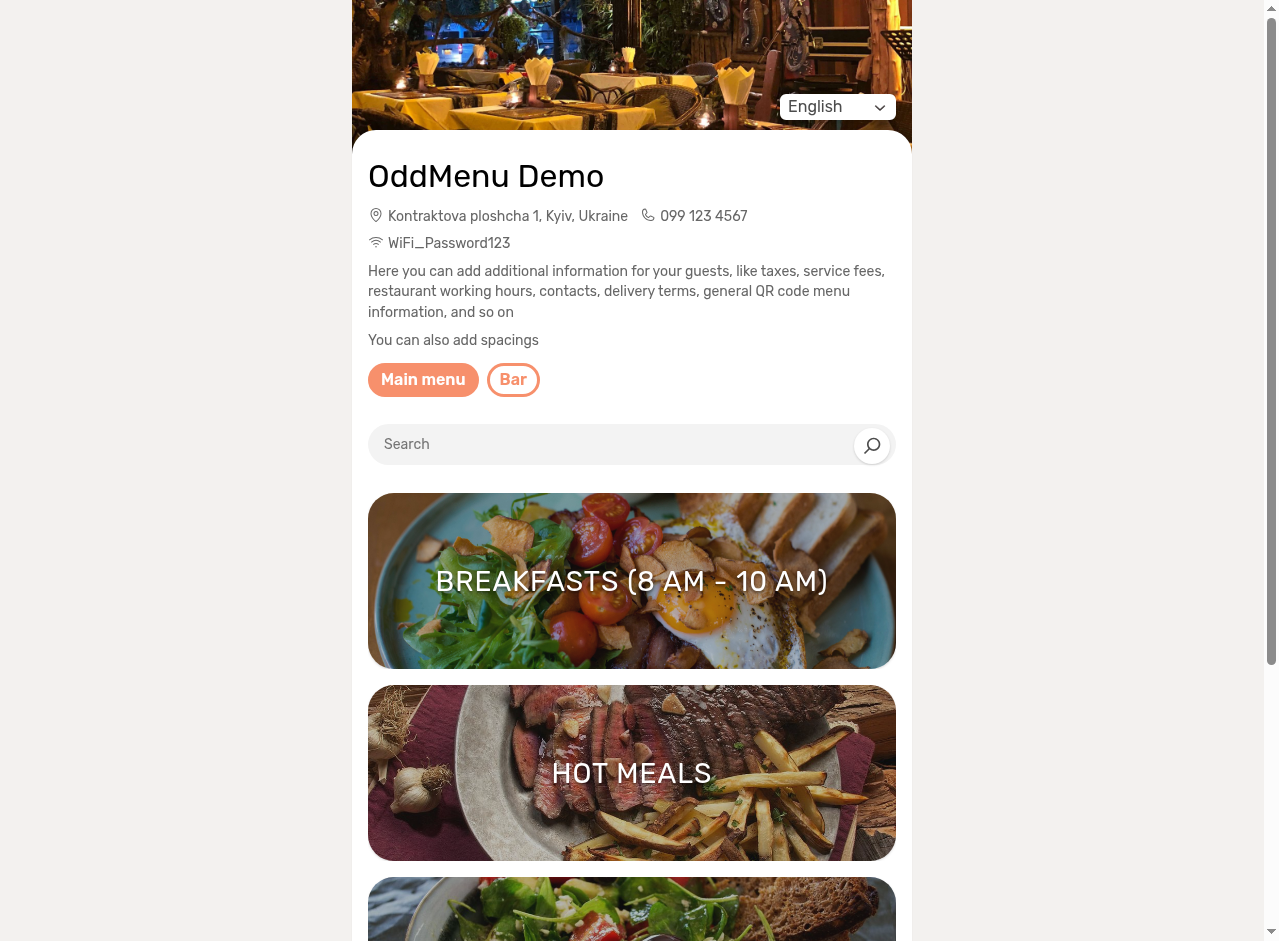 English
OddMenu Demo
Kontraktova ploshcha 1, Kyiv, Ukraine 099 123 4567
WiFi_Password123
Here you can add additional information for your guests, like taxes, service fees,
restaurant working hours, contacts, delivery terms, general QR code menu
information, and so on
You can also add spacings
Main menu Bar
Search
BREAKFASTS (8 AM - 10 AM)
HOT MEALS